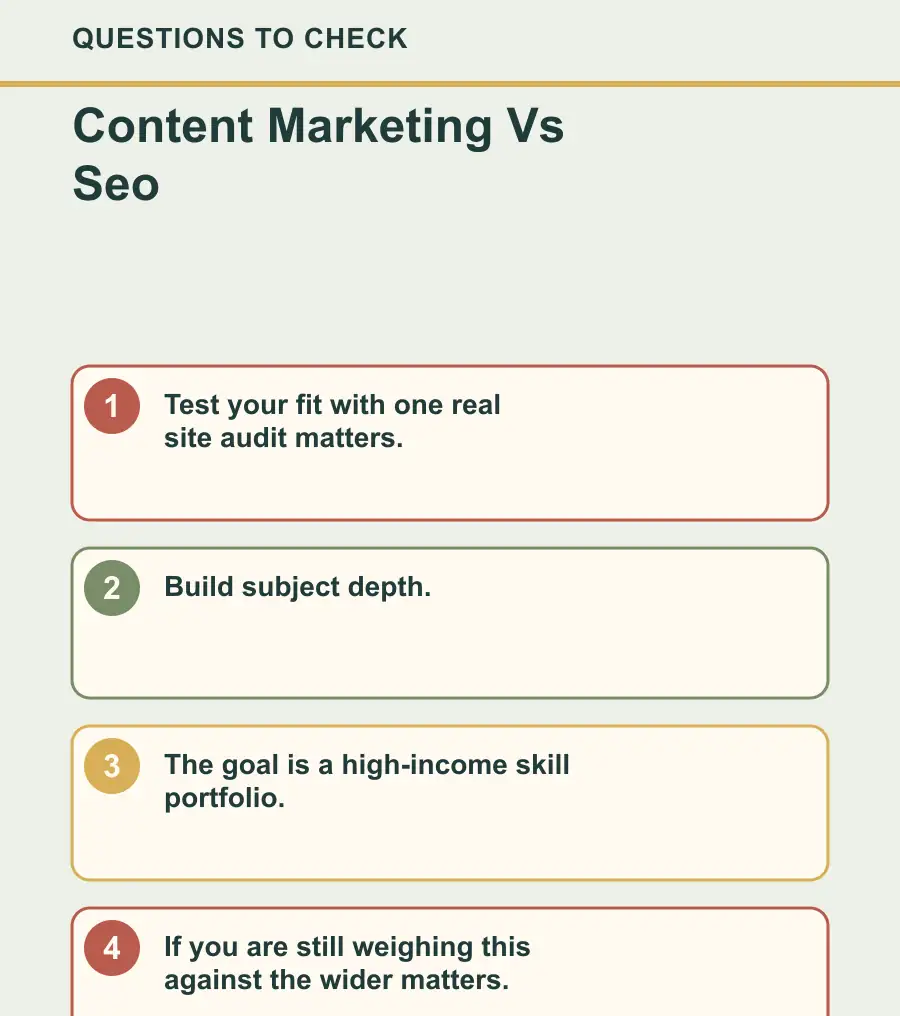 QUESTIONS TO CHECK
Content Marketing Vs
Seo
1
Test your fit with one real
site audit matters.
2
Build subject depth.
3
The goal is a high-income skill
portfolio.
4
If you are still weighing this
against the wider matters.